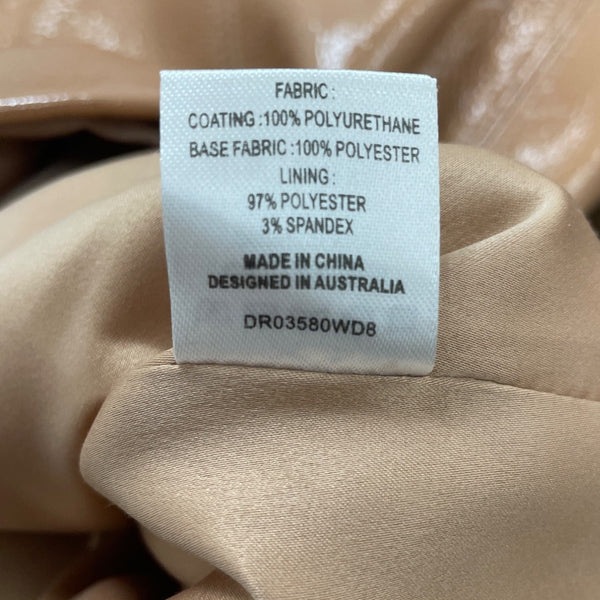 FABRIC :
COATING :100% POLYURETHANE
BASE FABRIC :100% POLYESTER
LINING :
97% POLYESTER
3% SPANDEX
MADE IN CHINA
DESIGNED IN AUSTRALIA
DR03580WD8